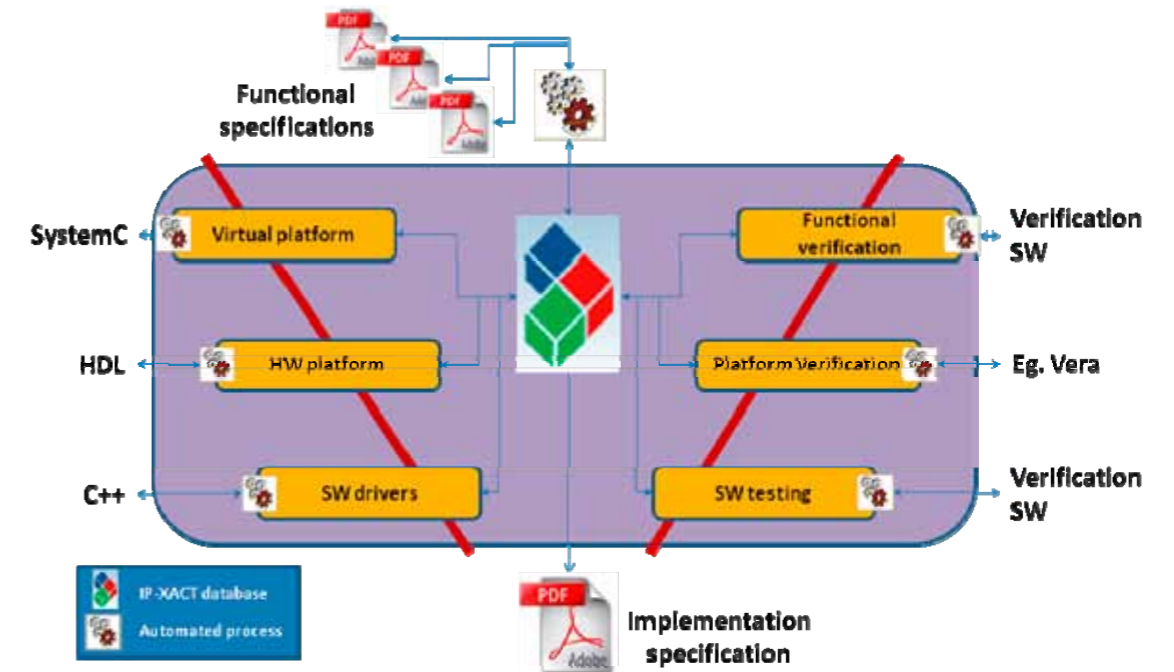 PDF
Adobe
PDF
PDF
Adobe
Functional
specifications
SystemC
Virtual platform
Functional
verification
Verification
SW
HDL
HW platform
Platform Verification
Eg. Vera
C++
SW drivers
SW testing
Verification
SW
IP-XACT database
Automated process
PDF
Adobe
Implementation
specification